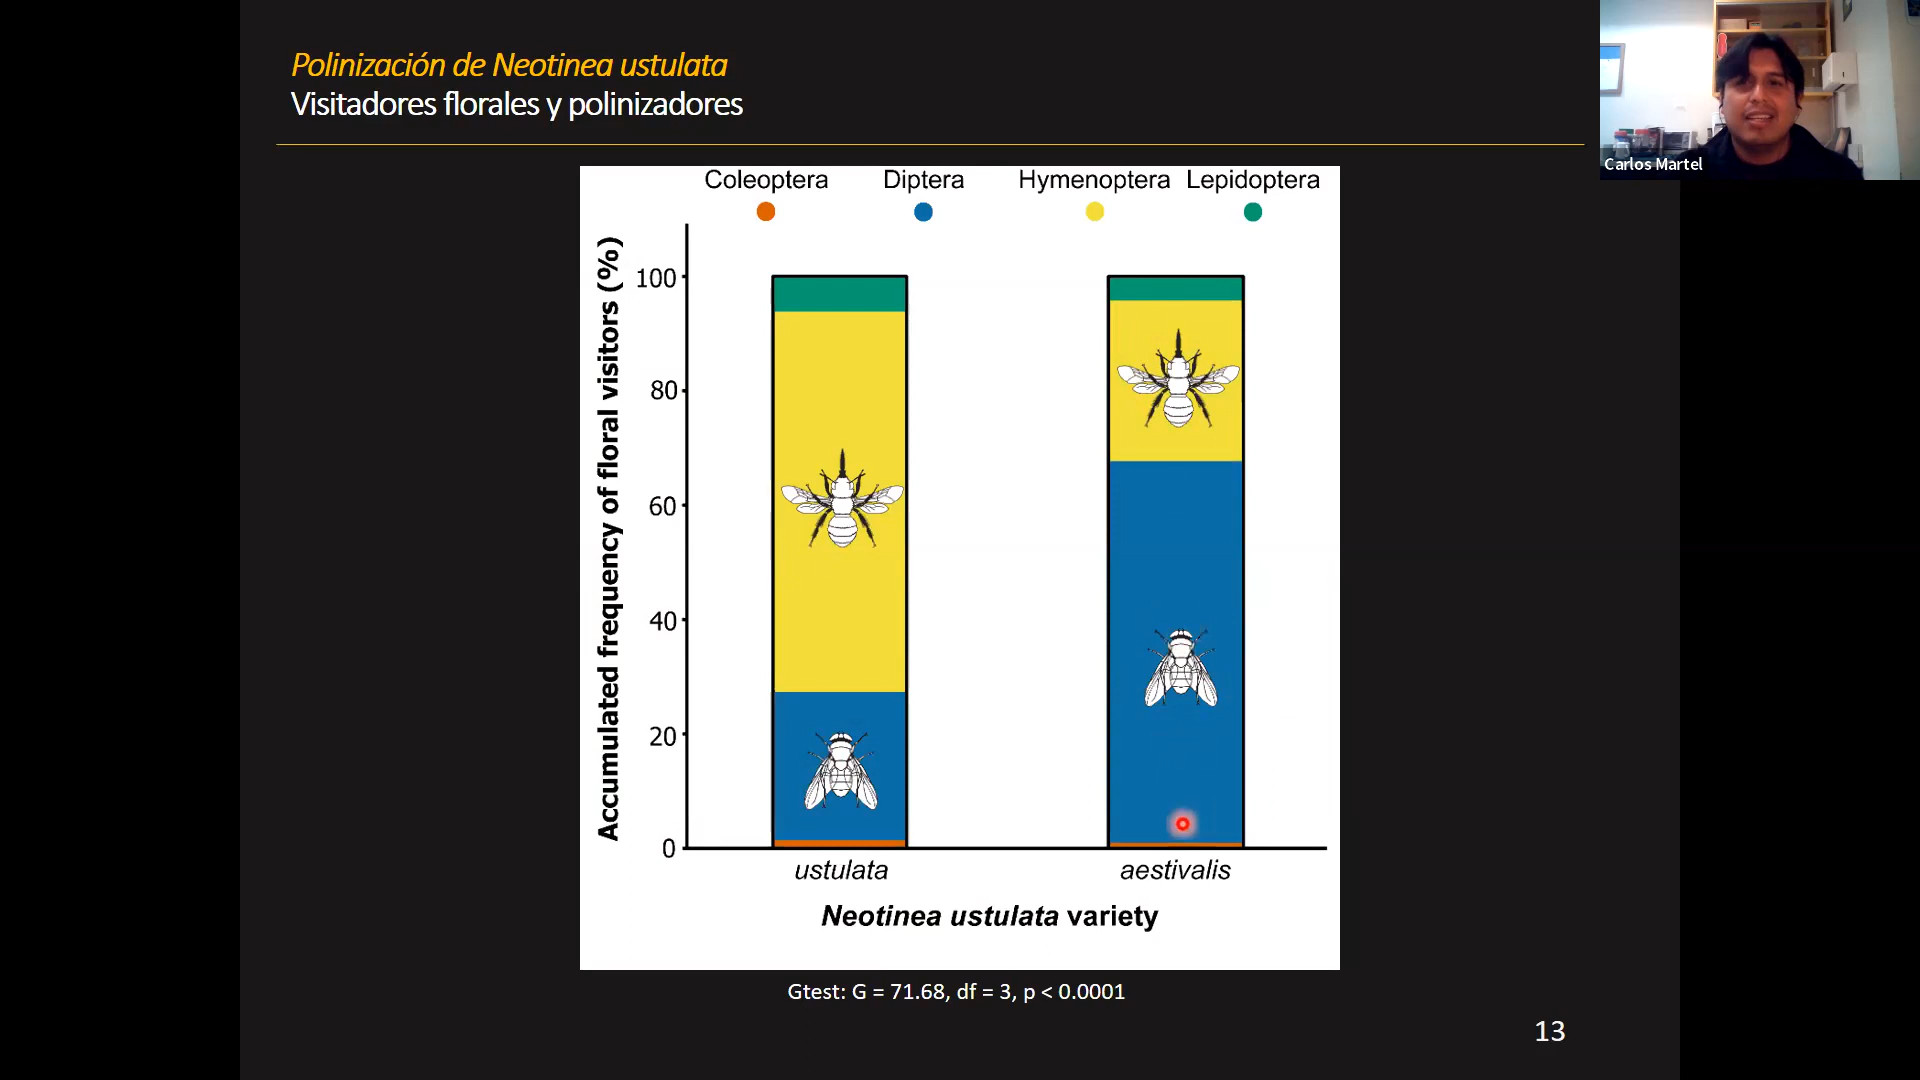 Polinización de Neotinea ustulata
Visitadores florales y polinizadores
Carlos Martel
Coleoptera Diptera Hymenoptera Lepidoptera
Accumulated frequency of floral visitors (%)
100
80
60
40
20
0
ustulata aestivalis
Neotinea ustulata variety
Gtest: G = 71.68, df = 3, p < 0.0001
13